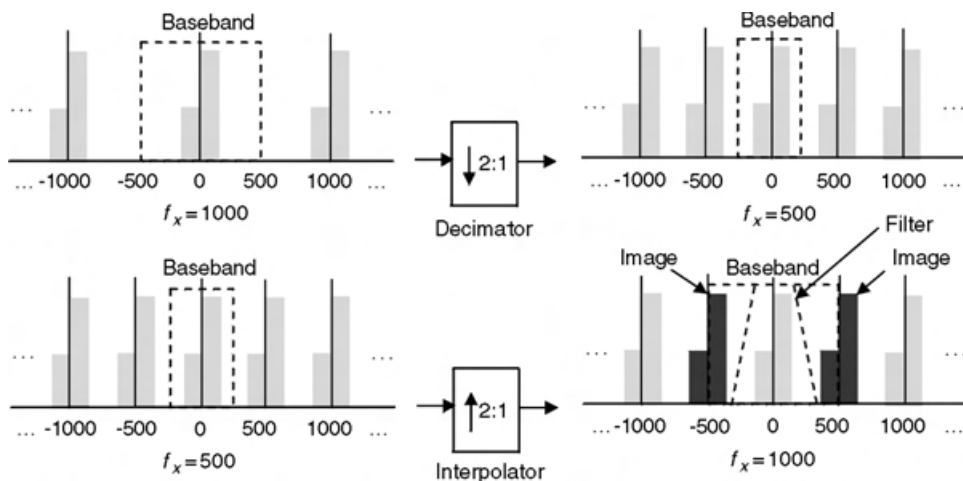 Baseband
Baseband
... ...
... ...
... -1000 -500 0 500 1000 ...
2:1
... -1000 -500 0 500 1000 ...
fx=1000
Decimator
fx=500
Filter
Baseband
Image Baseband Image
... ...
... ...
... -1000 -500 0 500 1000 ...
2:1
... -1000 -500 0 500 1000 ...
fx=500
Interpolator
fx=1000